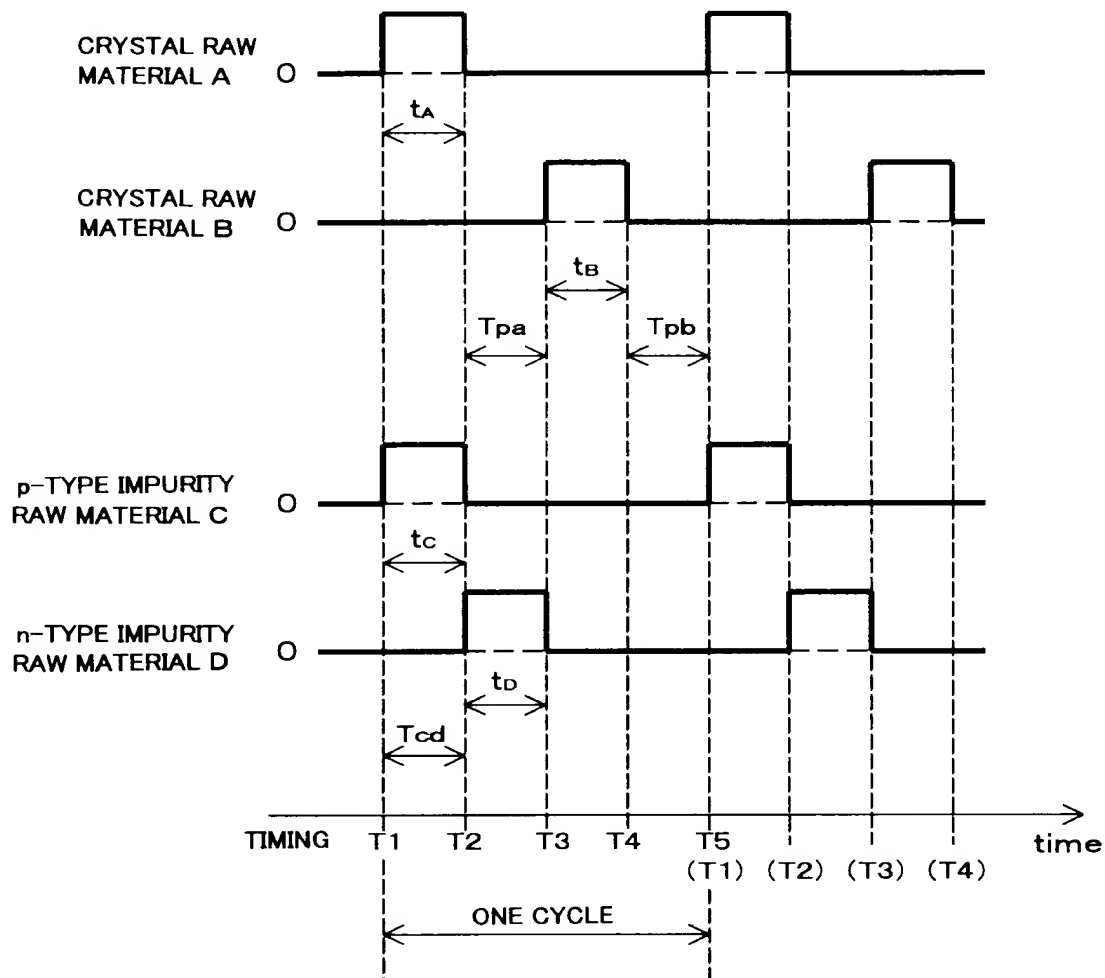 CRYSTAL RAW
MATERIAL A
O
tA
CRYSTAL RAW
MATERIAL B
O
tB
Tpa
Tpb
p-TYPE IMPURITY
RAW MATERIAL C
O
tC
n-TYPE IMPURITY
RAW MATERIAL D
O
tD
Tcd
TIMING T1 T2 T3 T4 T5 time
(T1) (T2) (T3) (T4)
ONE CYCLE